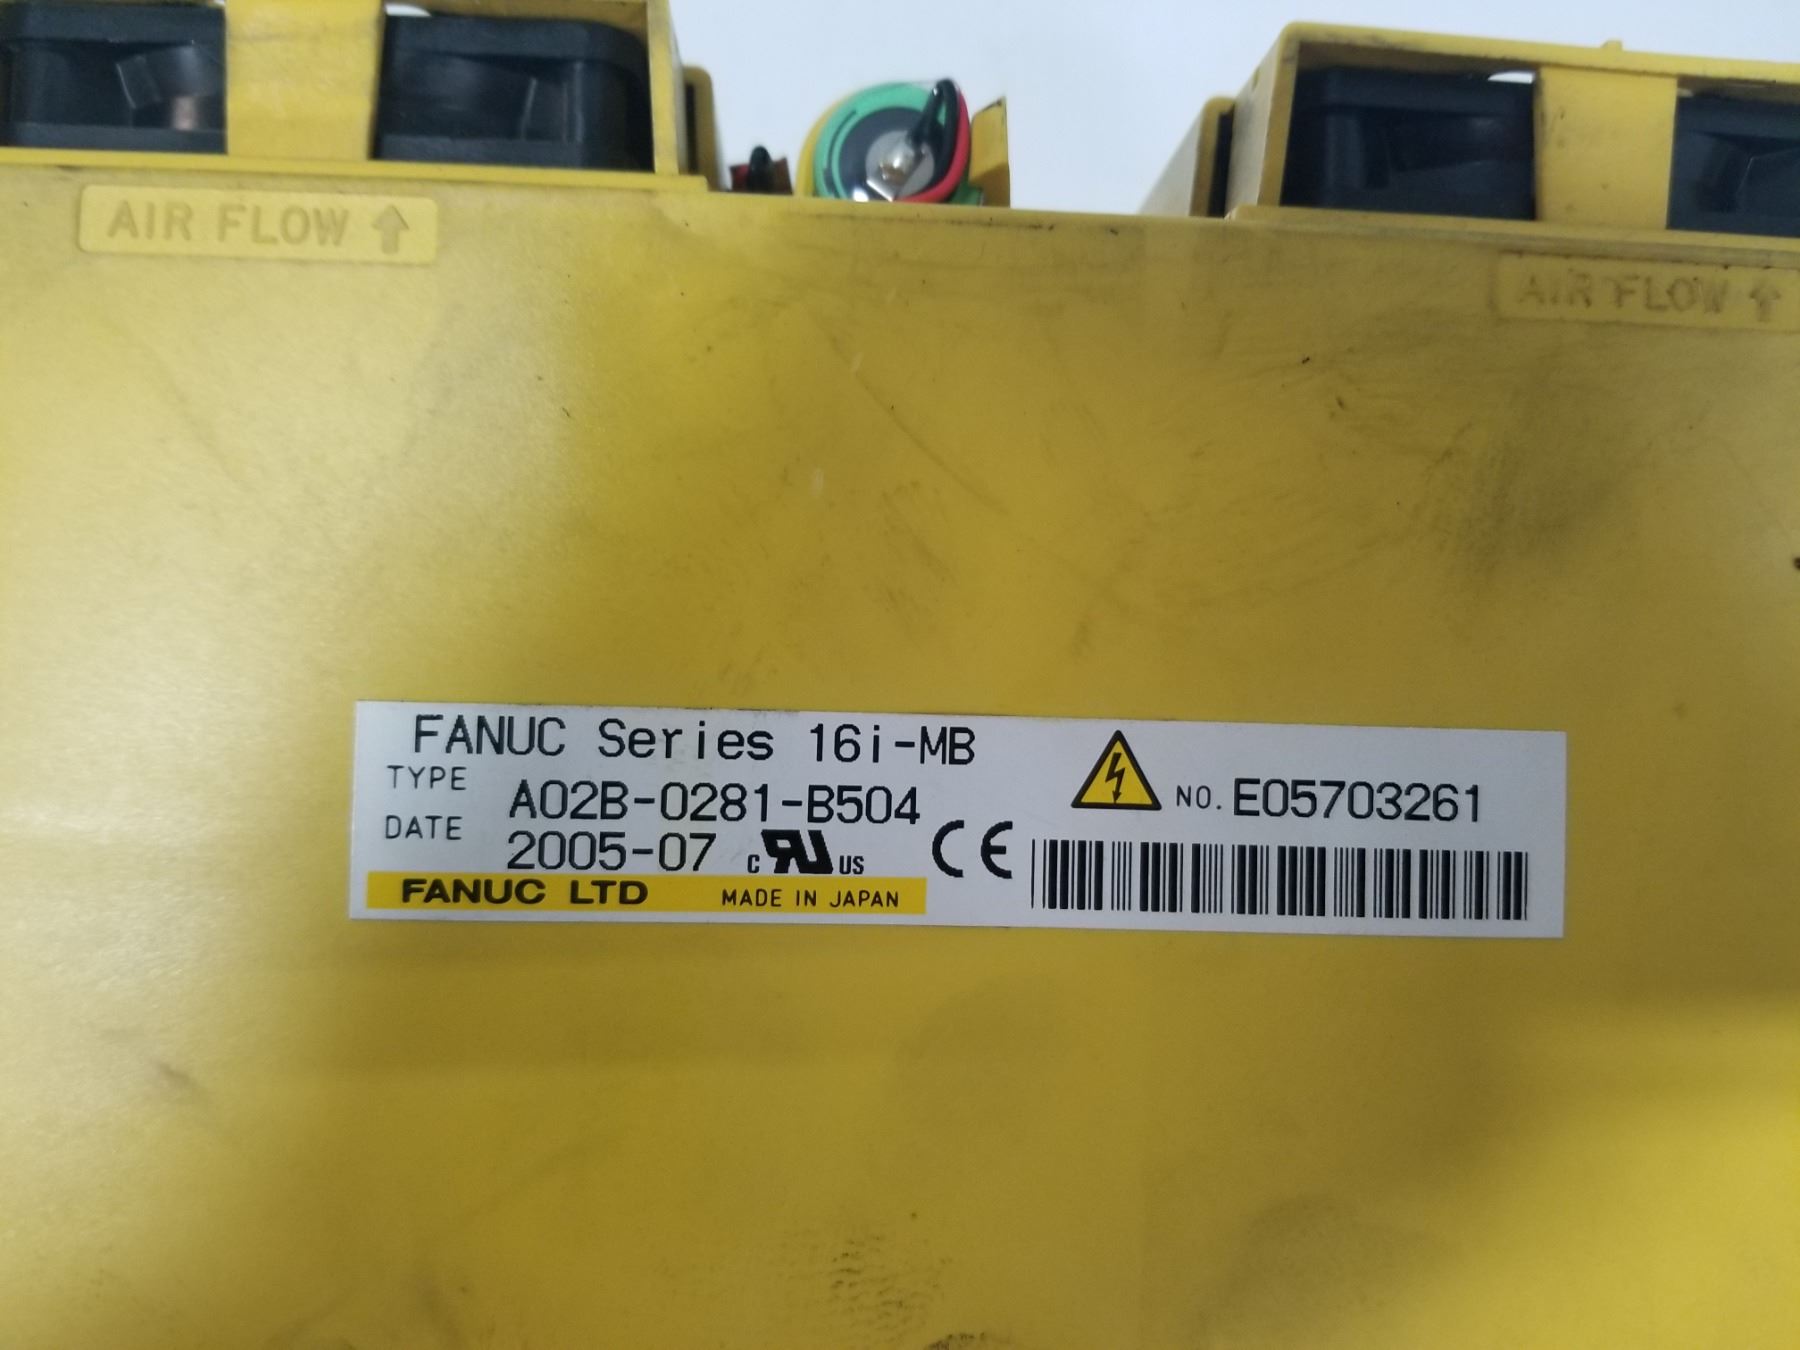 AIR FLOW ↑
AIR FLOW ↑
FANUC Series 16i-MB
TYPE A02B-0281-B504
NO. E05703261
DATE 2005-07
c RU US
CE
FANUC LTD MADE IN JAPAN